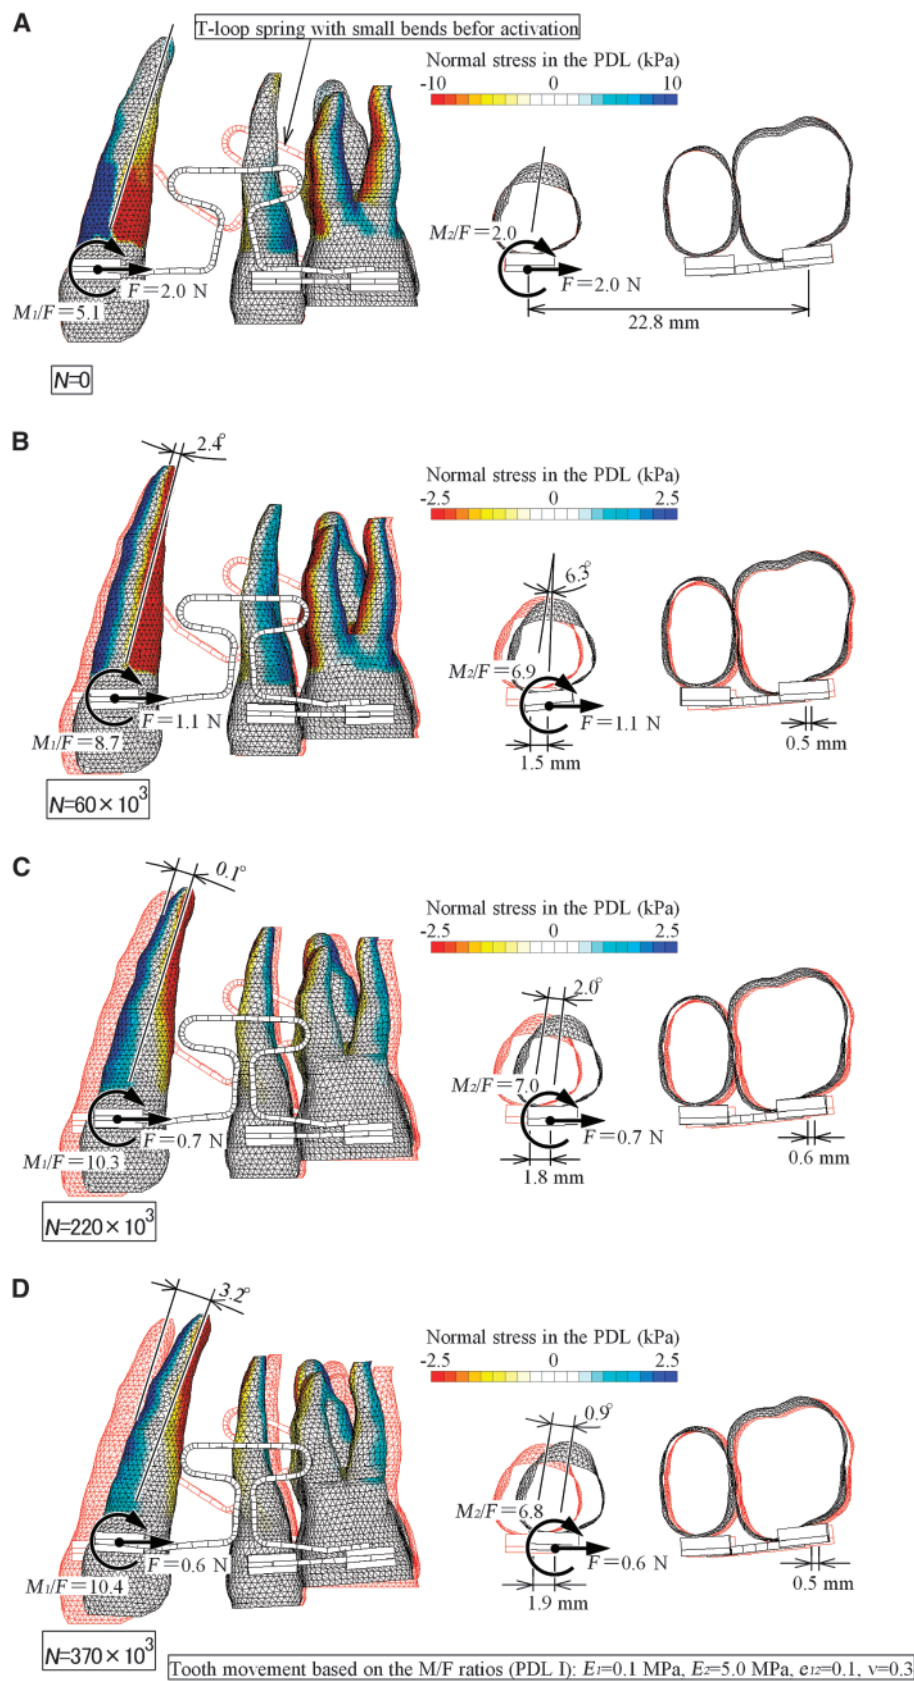 A
T-loop spring with small bends befor activation
Normal stress in the PDL (kPa)
-10 0 10
M2/F=2.0
F=2.0 N
F=2.0 N
M1/F=5.1
22.8 mm
N=0
B
2.4°
Normal stress in the PDL (kPa)
-2.5 0 2.5
6.3°
M2/F=6.9
F=1.1 N
F=1.1 N
M1/F=8.7
0.5 mm
1.5 mm
N=60×10³
C
0.1°
Normal stress in the PDL (kPa)
-2.5 0 2.5
2.0°
M2/F=7.0
F=0.7 N
F=0.7 N
M1/F=10.3
0.6 mm
1.8 mm
N=220×10³
D
3.2°
Normal stress in the PDL (kPa)
-2.5 0 2.5
0.9°
M2/F=6.8
F=0.6 N
F=0.6 N
M1/F=10.4
0.5 mm
1.9 mm
N=370×10³
Tooth movement based on the M/F ratios (PDL I): E1=0.1 MPa, E2=5.0 MPa, e12=0.1, ν=0.3